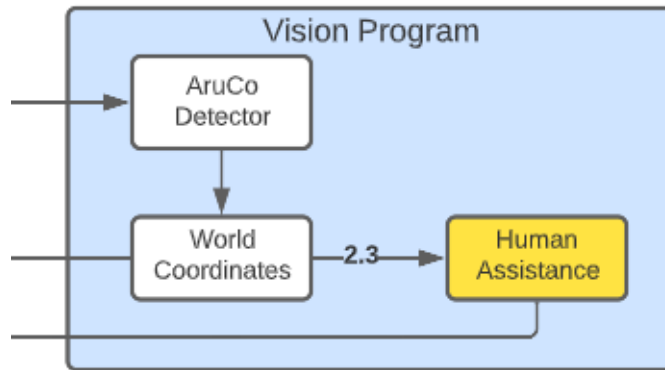 Vision Program
AruCo
Detector
World
Coordinates
2.3
Human
Assistance